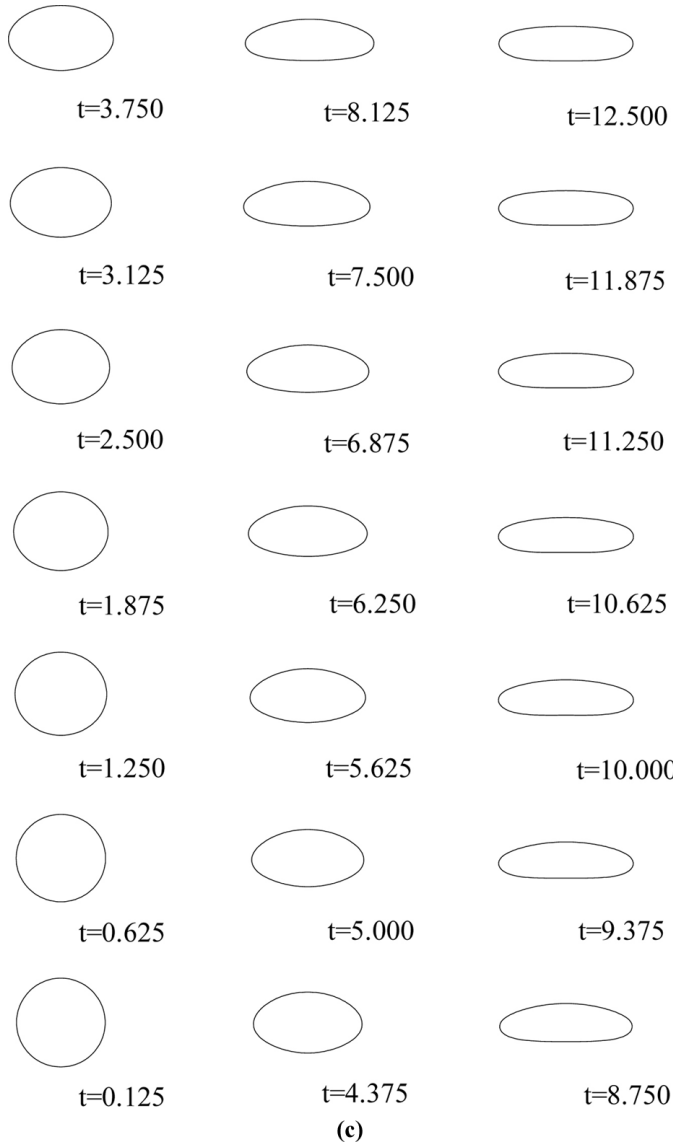 t=3.750 t=8.125 t=12.500
t=3.125 t=7.500 t=11.875
t=2.500 t=6.875 t=11.250
t=1.875 t=6.250 t=10.625
t=1.250 t=5.625 t=10.000
t=0.625 t=5.000 t=9.375
t=0.125 t=4.375 t=8.750
(c)